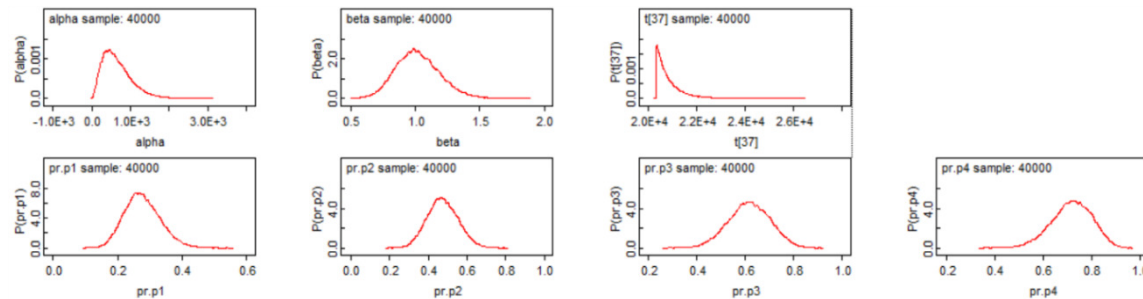 alpha sample: 40000
P(alpha)
0.0 0.001
-1.0E+3 0.0 1.0E+3 3.0E+3
alpha
beta sample: 40000
P(beta)
0.0 2.0
0.5 1.0 1.5 2.0
beta
t[37] sample: 40000
P(t[37])
0.0 0.001
2.0E+4 2.2E+4 2.4E+4 2.6E+4
t[37]
pr.p1 sample: 40000
P(pr.p1)
0.0 4.0 8.0
0.0 0.2 0.4 0.6
pr.p1
pr.p2 sample: 40000
P(pr.p2)
0.0 4.0
0.0 0.2 0.4 0.6 0.8 1.0
pr.p2
pr.p3 sample: 40000
P(pr.p3)
0.0 4.0
0.2 0.4 0.6 0.8 1.0
pr.p3
pr.p4 sample: 40000
P(pr.p4)
0.0 4.0
0.2 0.4 0.6 0.8 1.0
pr.p4